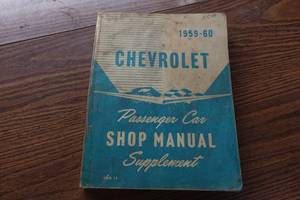 1959-60
CHEVROLET
Passenger Car
SHOP MANUAL
Supplement